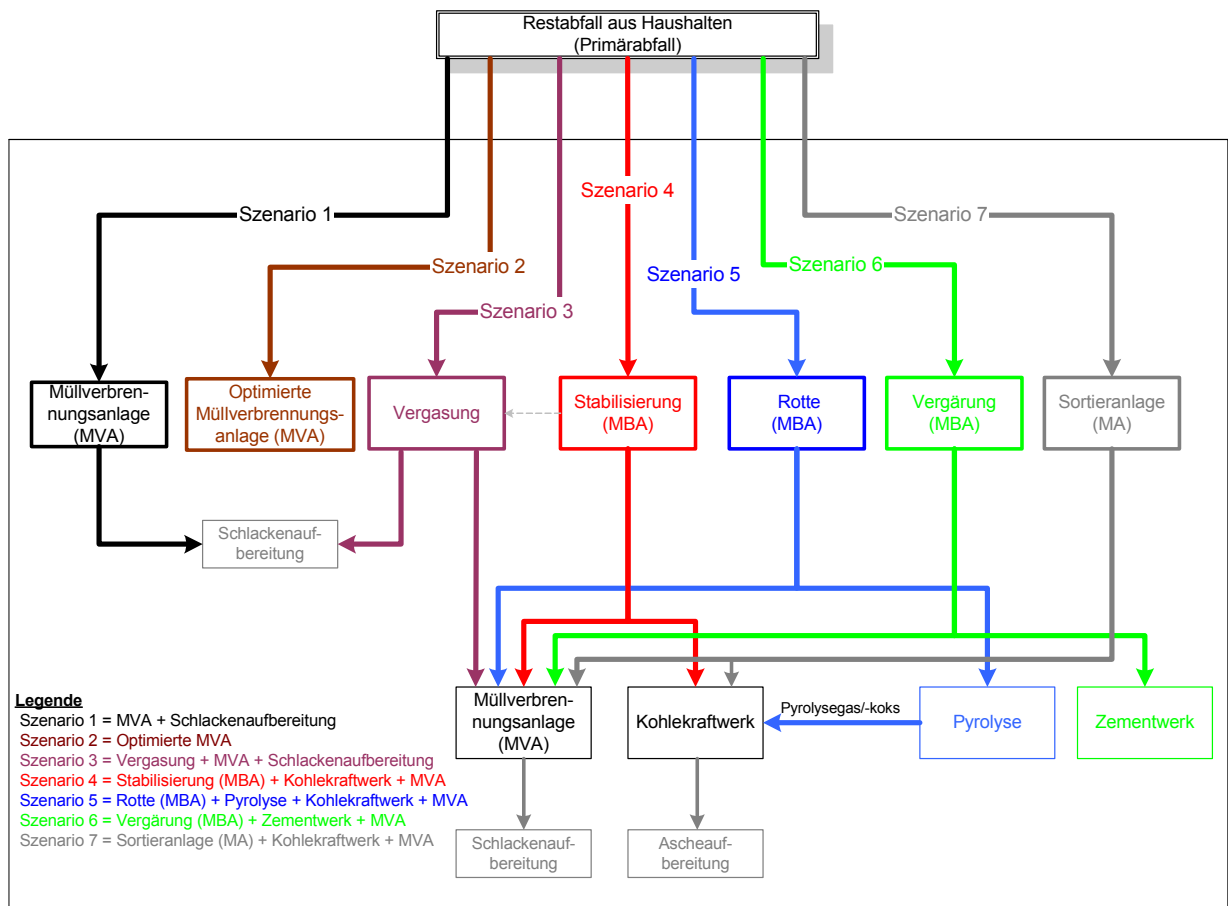 Restabfall aus Haushalten
(Primärabfall)
Szenario 4
Szenario 1
Szenario 7
Szenario 5
Szenario 2
Szenario 6
Szenario 3
Müllverbren-
nungsanlage
(MVA)
Optimierte
Müllverbrennungs-
anlage (MVA)
Vergasung
Stabilisierung
(MBA)
Rotte
(MBA)
Vergärung
(MBA)
Sortieranlage
(MA)
Schlackenauf-
bereitung
Müllverbren-
nungsanlage
(MVA)
Kohlekraftwerk
Pyrolysegas/-koks
Pyrolyse
Zementwerk
Legende
Szenario 1 = MVA + Schlackenaufbereitung
Szenario 2 = Optimierte MVA
Szenario 3 = Vergasung + MVA + Schlackenaufbereitung
Szenario 4 = Stabilisierung (MBA) + Kohlekraftwerk + MVA
Szenario 5 = Rotte (MBA) + Pyrolyse + Kohlekraftwerk + MVA
Szenario 6 = Vergärung (MBA) + Zementwerk + MVA
Szenario 7 = Sortieranlage (MA) + Kohlekraftwerk + MVA
Schlackenauf-
bereitung
Ascheauf-
bereitung